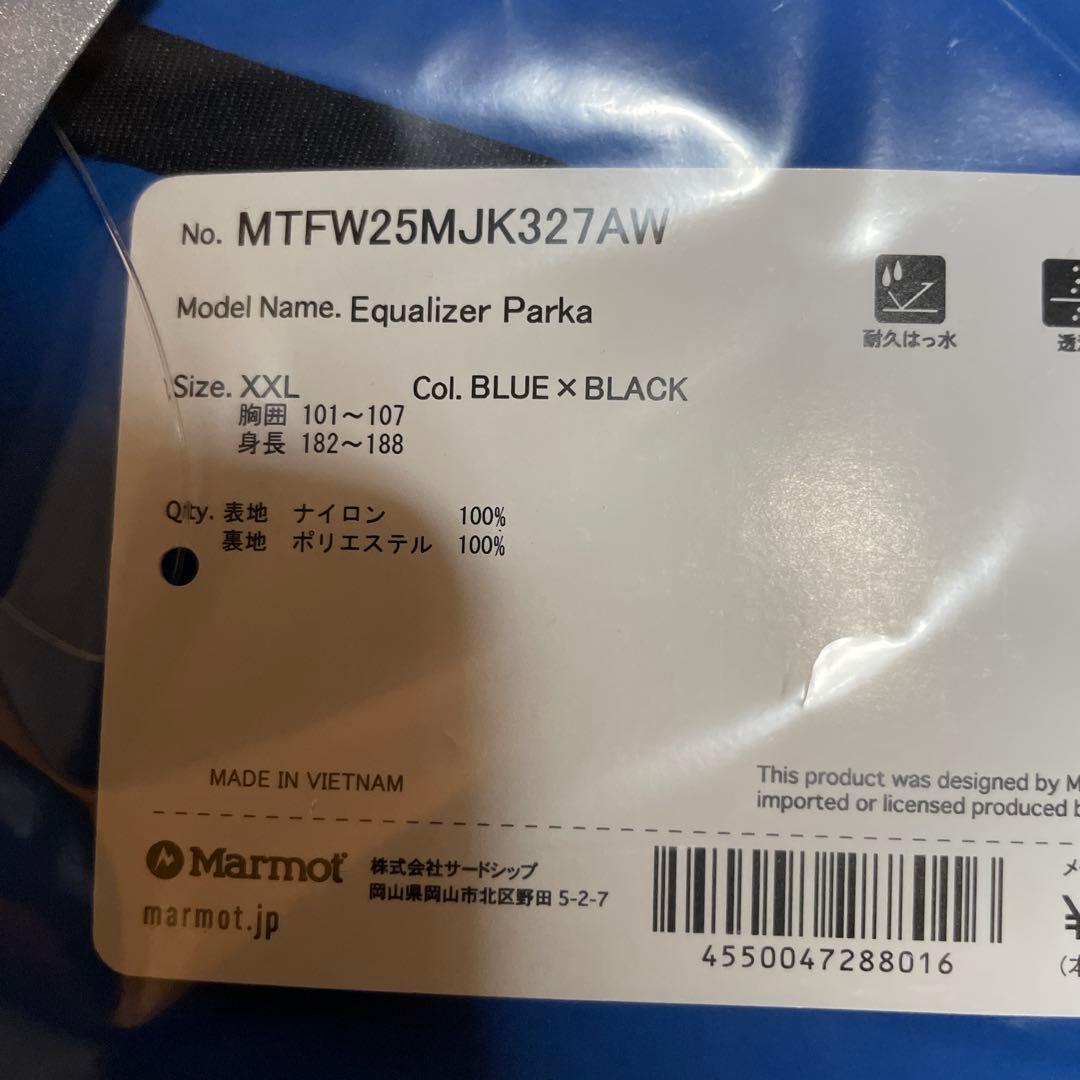 No. MTFW25MJK327AW
Model Name. Equalizer Parka
耐久はっ水
Size. XXL
Col. BLUE×BLACK
胸囲 101～107
身長 182～188
Qlty. 表地 ナイロン 100%
裏地 ポリエステル 100%
MADE IN VIETNAM
This product was designed by
imported or licensed produced
Marmot
株式会社サードシップ
岡山県岡山市北区野田 5-2-7
marmot.jp
4550047288016
¥